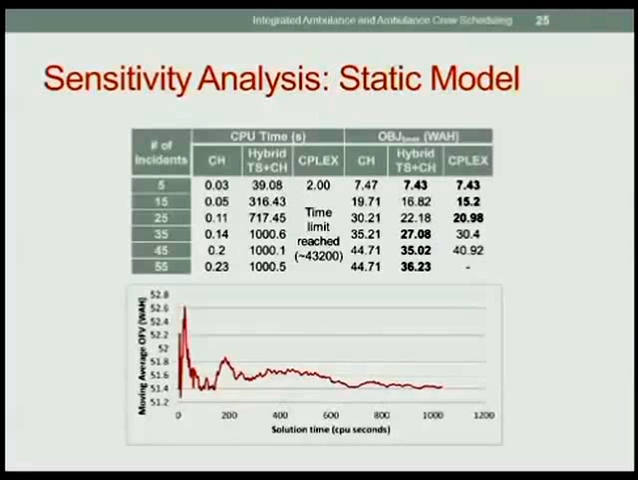 Integrated Ambulance and Ambulance Crew Scheduling 25
Sensitivity Analysis: Static Model
# of Incidents CPU Time (s) OBJ (WAH)
CH Hybrid TS+CH CPLEX CH Hybrid TS+CH CPLEX
5 0.03 39.08 2.00 7.47 7.43 7.43
15 0.05 316.43 Time limit reached (~43200) 19.71 16.82 15.2
25 0.11 717.45 30.21 22.18 20.98
35 0.14 1000.6 35.21 27.08 30.4
45 0.2 1000.1 44.71 35.02 40.92
55 0.23 1000.5 44.71 36.23 -
Moving Average OFV (WAH)
52.8
52.6
52.4
52.2
52
51.8
51.6
51.4
51.2
0 200 400 600 800 1000 1200
Solution time (cpu seconds)